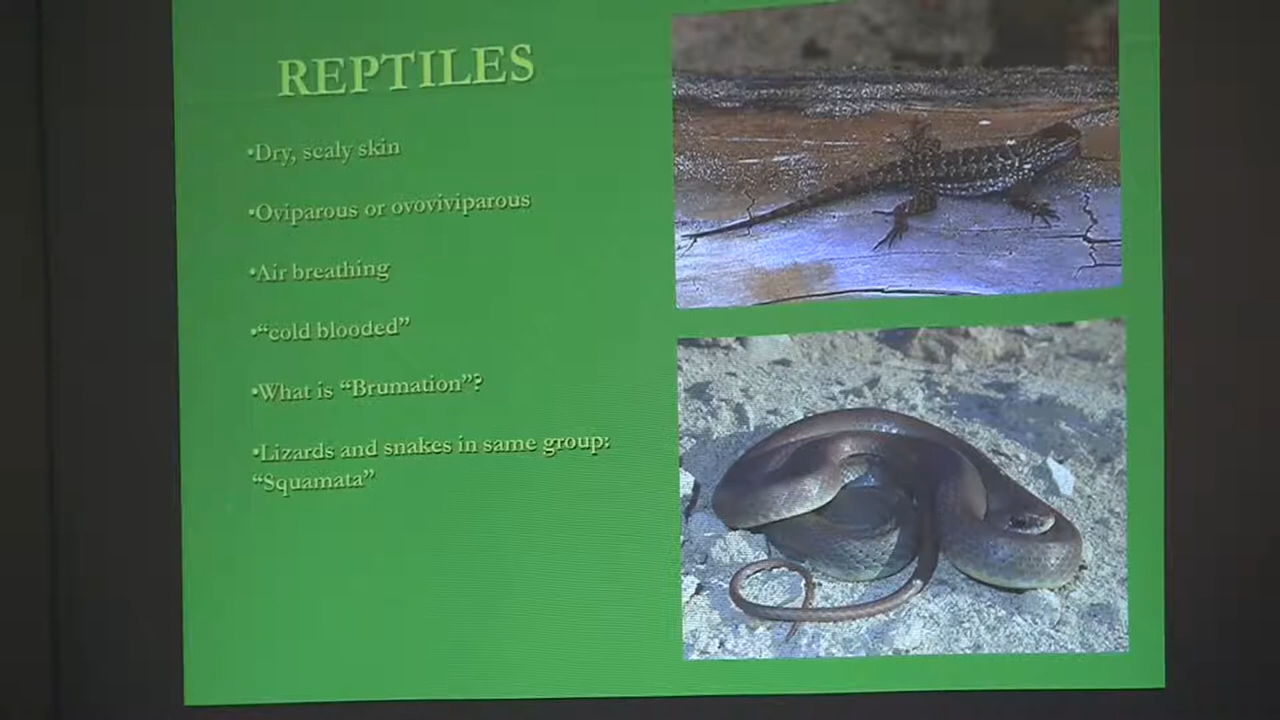 REPTILES
•Dry, scaly skin
•Oviparous or ovoviviparous
•Air breathing
•“cold blooded”
•What is “Brumation”?
•Lizards and snakes in same group:
“Squamata”